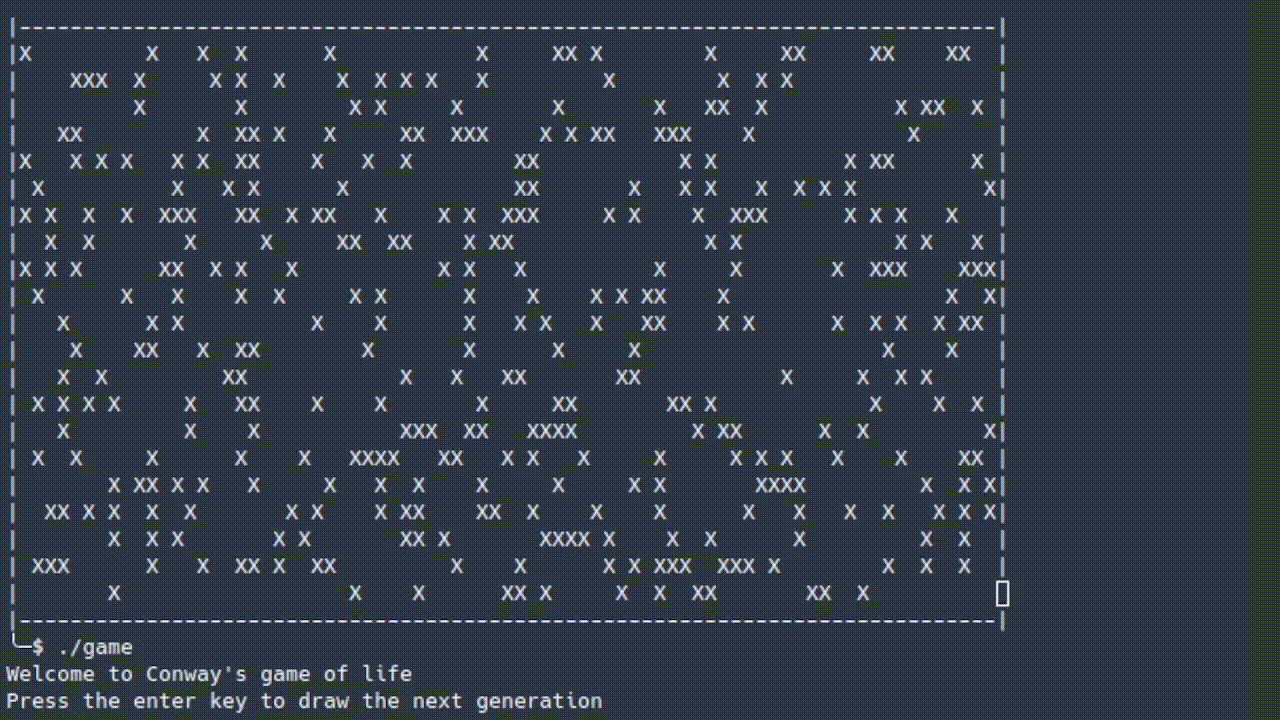 |-----------------------------------------------------------------------------|
|X         X   X  X      X           X     XX X        X     XX     XX    XX  |
|    XXX  X     X X  X    X  X X X   X         X        X  X X                |
|         X       X        X X     X       X       X   XX  X          X XX  X |
|   XX         X  XX X   X     XX  XXX    X X XX   XXX    X            X      |
|X   X X X   X X  XX    X   X  X        XX           X X          X XX      X |
| X          X   X X      X             XX       X   X X   X  X X X          X|
|X X  X  X  XXX   XX  X XX   X    X X  XXX     X X    X  XXX      X X X   X   |
|  X  X       X     X     XX  XX    X XX               X X            X X   X |
|X X X      XX  X X   X           X X   X          X     X       X  XXX    XXX|
| X      X   X    X  X     X X      X    X    X X XX    X                 X  X|
|   X      X X          X    X      X   X X   X   XX    X X      X  X X  X XX |
|    X    XX   X  XX        X       X      X     X                   X    X   |
|   X  X         XX            X   X   XX       XX           X     X  X X     |
| X X X X     X   XX    X    X       X     XX       XX X            X    X  X |
|   X         X    X           XXX  XX   XXXX         X XX      X  X         X|
| X  X     X      X    X   XXXX   XX   X X   X     X     X X X   X    X    XX |
|       X XX X X   X     X   X  X    X     X     X X       XXXX         X  X X|
|  XX X X  X  X       X X    X XX    XX  X    X    X      X   X   X  X   X X X|
|       X  X X       X X       XX X       XXXX X    X  X      X         X  X  |
| XXX      X   X  XX X  XX         X    X      X X XXX  XXX X        X  X  X  |
|       X                  X    X      XX X     X  X  XX       XX  X          
|-----------------------------------------------------------------------------|
╰─$ ./game
Welcome to Conway's game of life
Press the enter key to draw the next generation